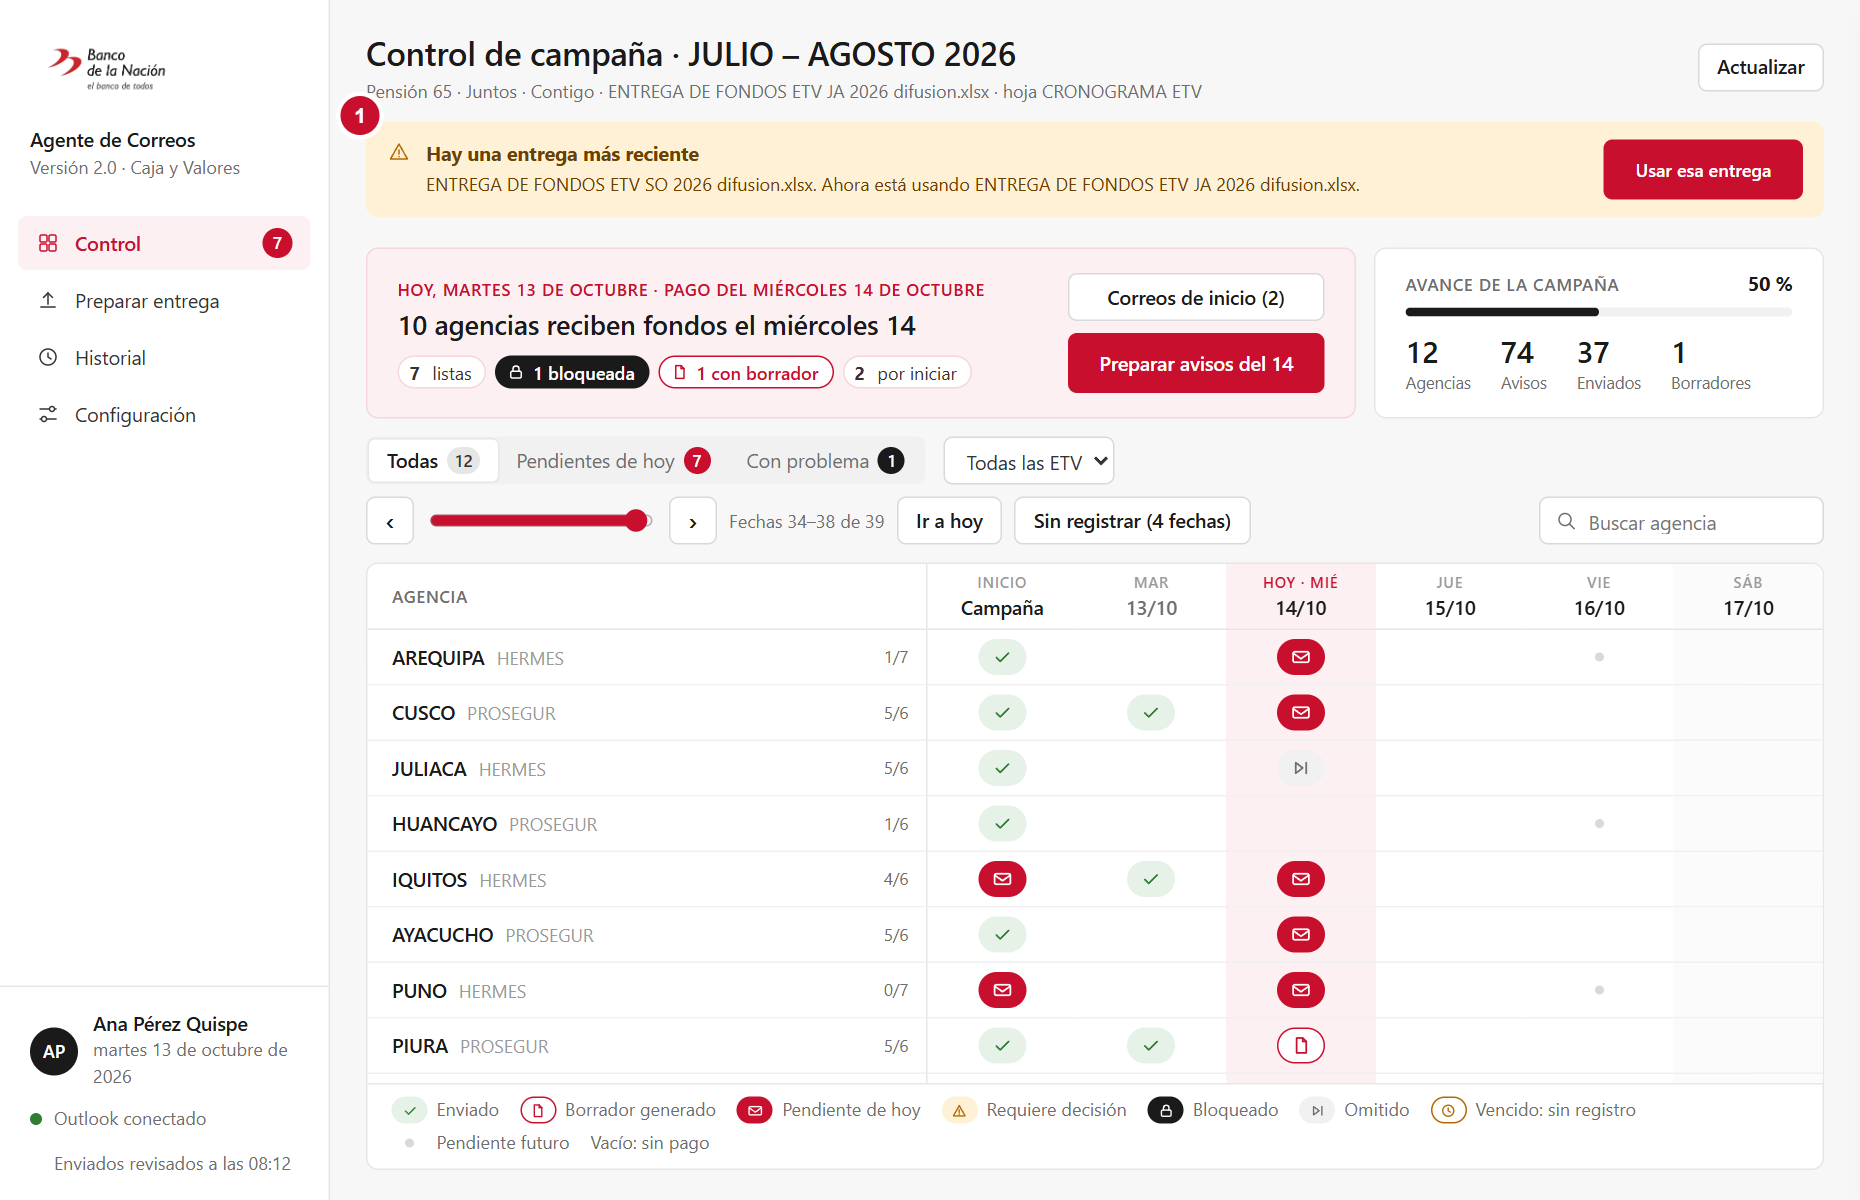 Banco
de la Nación
el banco de todos
Agente de Correos
Versión 2.0 · Caja y Valores
Control 7
Preparar entrega
Historial
Configuración
Ana Pérez Quispe
AP
martes 13 de octubre de
2026
Outlook conectado
Enviados revisados a las 08:12
Control de campaña · JULIO – AGOSTO 2026
Pensión 65 · Juntos · Contigo · ENTREGA DE FONDOS ETV JA 2026 difusion.xlsx · hoja CRONOGRAMA ETV
Actualizar
1
Hay una entrega más reciente
ENTREGA DE FONDOS ETV SO 2026 difusion.xlsx. Ahora está usando ENTREGA DE FONDOS ETV JA 2026 difusion.xlsx.
Usar esa entrega
HOY, MARTES 13 DE OCTUBRE · PAGO DEL MIÉRCOLES 14 DE OCTUBRE
10 agencias reciben fondos el miércoles 14
7 listas 1 bloqueada 1 con borrador 2 por iniciar
Correos de inicio (2)
Preparar avisos del 14
AVANCE DE LA CAMPAÑA 50 %
12 74 37 1
Agencias Avisos Enviados Borradores
Todas 12 Pendientes de hoy 7 Con problema 1 Todas las ETV
‹ › Fechas 34–38 de 39 Ir a hoy Sin registrar (4 fechas) Buscar agencia
AGENCIA
INICIO MAR HOY · MIÉ JUE VIE SÁB
Campaña 13/10 14/10 15/10 16/10 17/10
AREQUIPA HERMES 1/7
CUSCO PROSEGUR 5/6
JULIACA HERMES 5/6
HUANCAYO PROSEGUR 1/6
IQUITOS HERMES 4/6
AYACUCHO PROSEGUR 5/6
PUNO HERMES 0/7
PIURA PROSEGUR 5/6
Enviado Borrador generado Pendiente de hoy Requiere decisión Bloqueado Omitido Vencido: sin registro
Pendiente futuro Vacío: sin pago